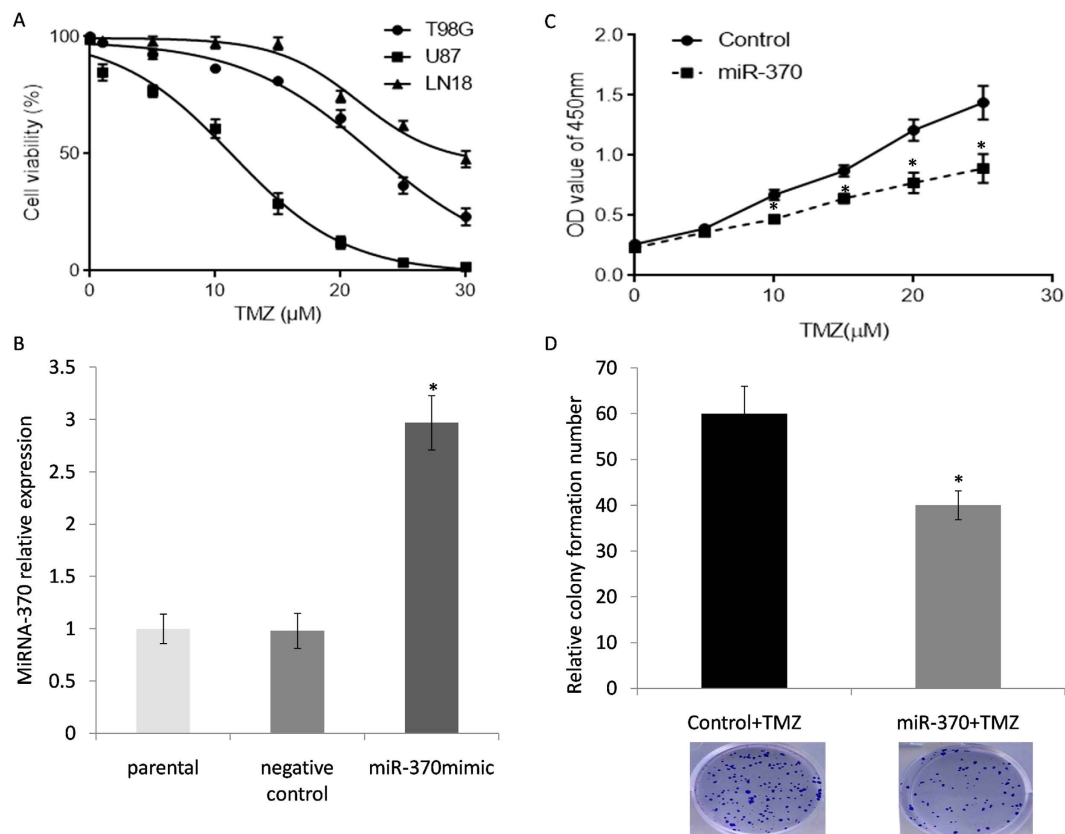 A
T98G
U87
LN18
Cell viability (%)
100
50
0
0
10
20
30
TMZ (µM)
C
Control
miR-370
OD value of 450nm
2.0
1.5
1.0
0.5
0.0
*
*
*
*
0
10
20
30
TMZ(µM)
B
MiRNA-370 relative expression
3.5
3
2.5
2
1.5
1
0.5
0
*
parental
negative
control
miR-370mimic
D
Relative colony formation number
70
60
50
40
30
20
10
0
*
Control+TMZ
miR-370+TMZ